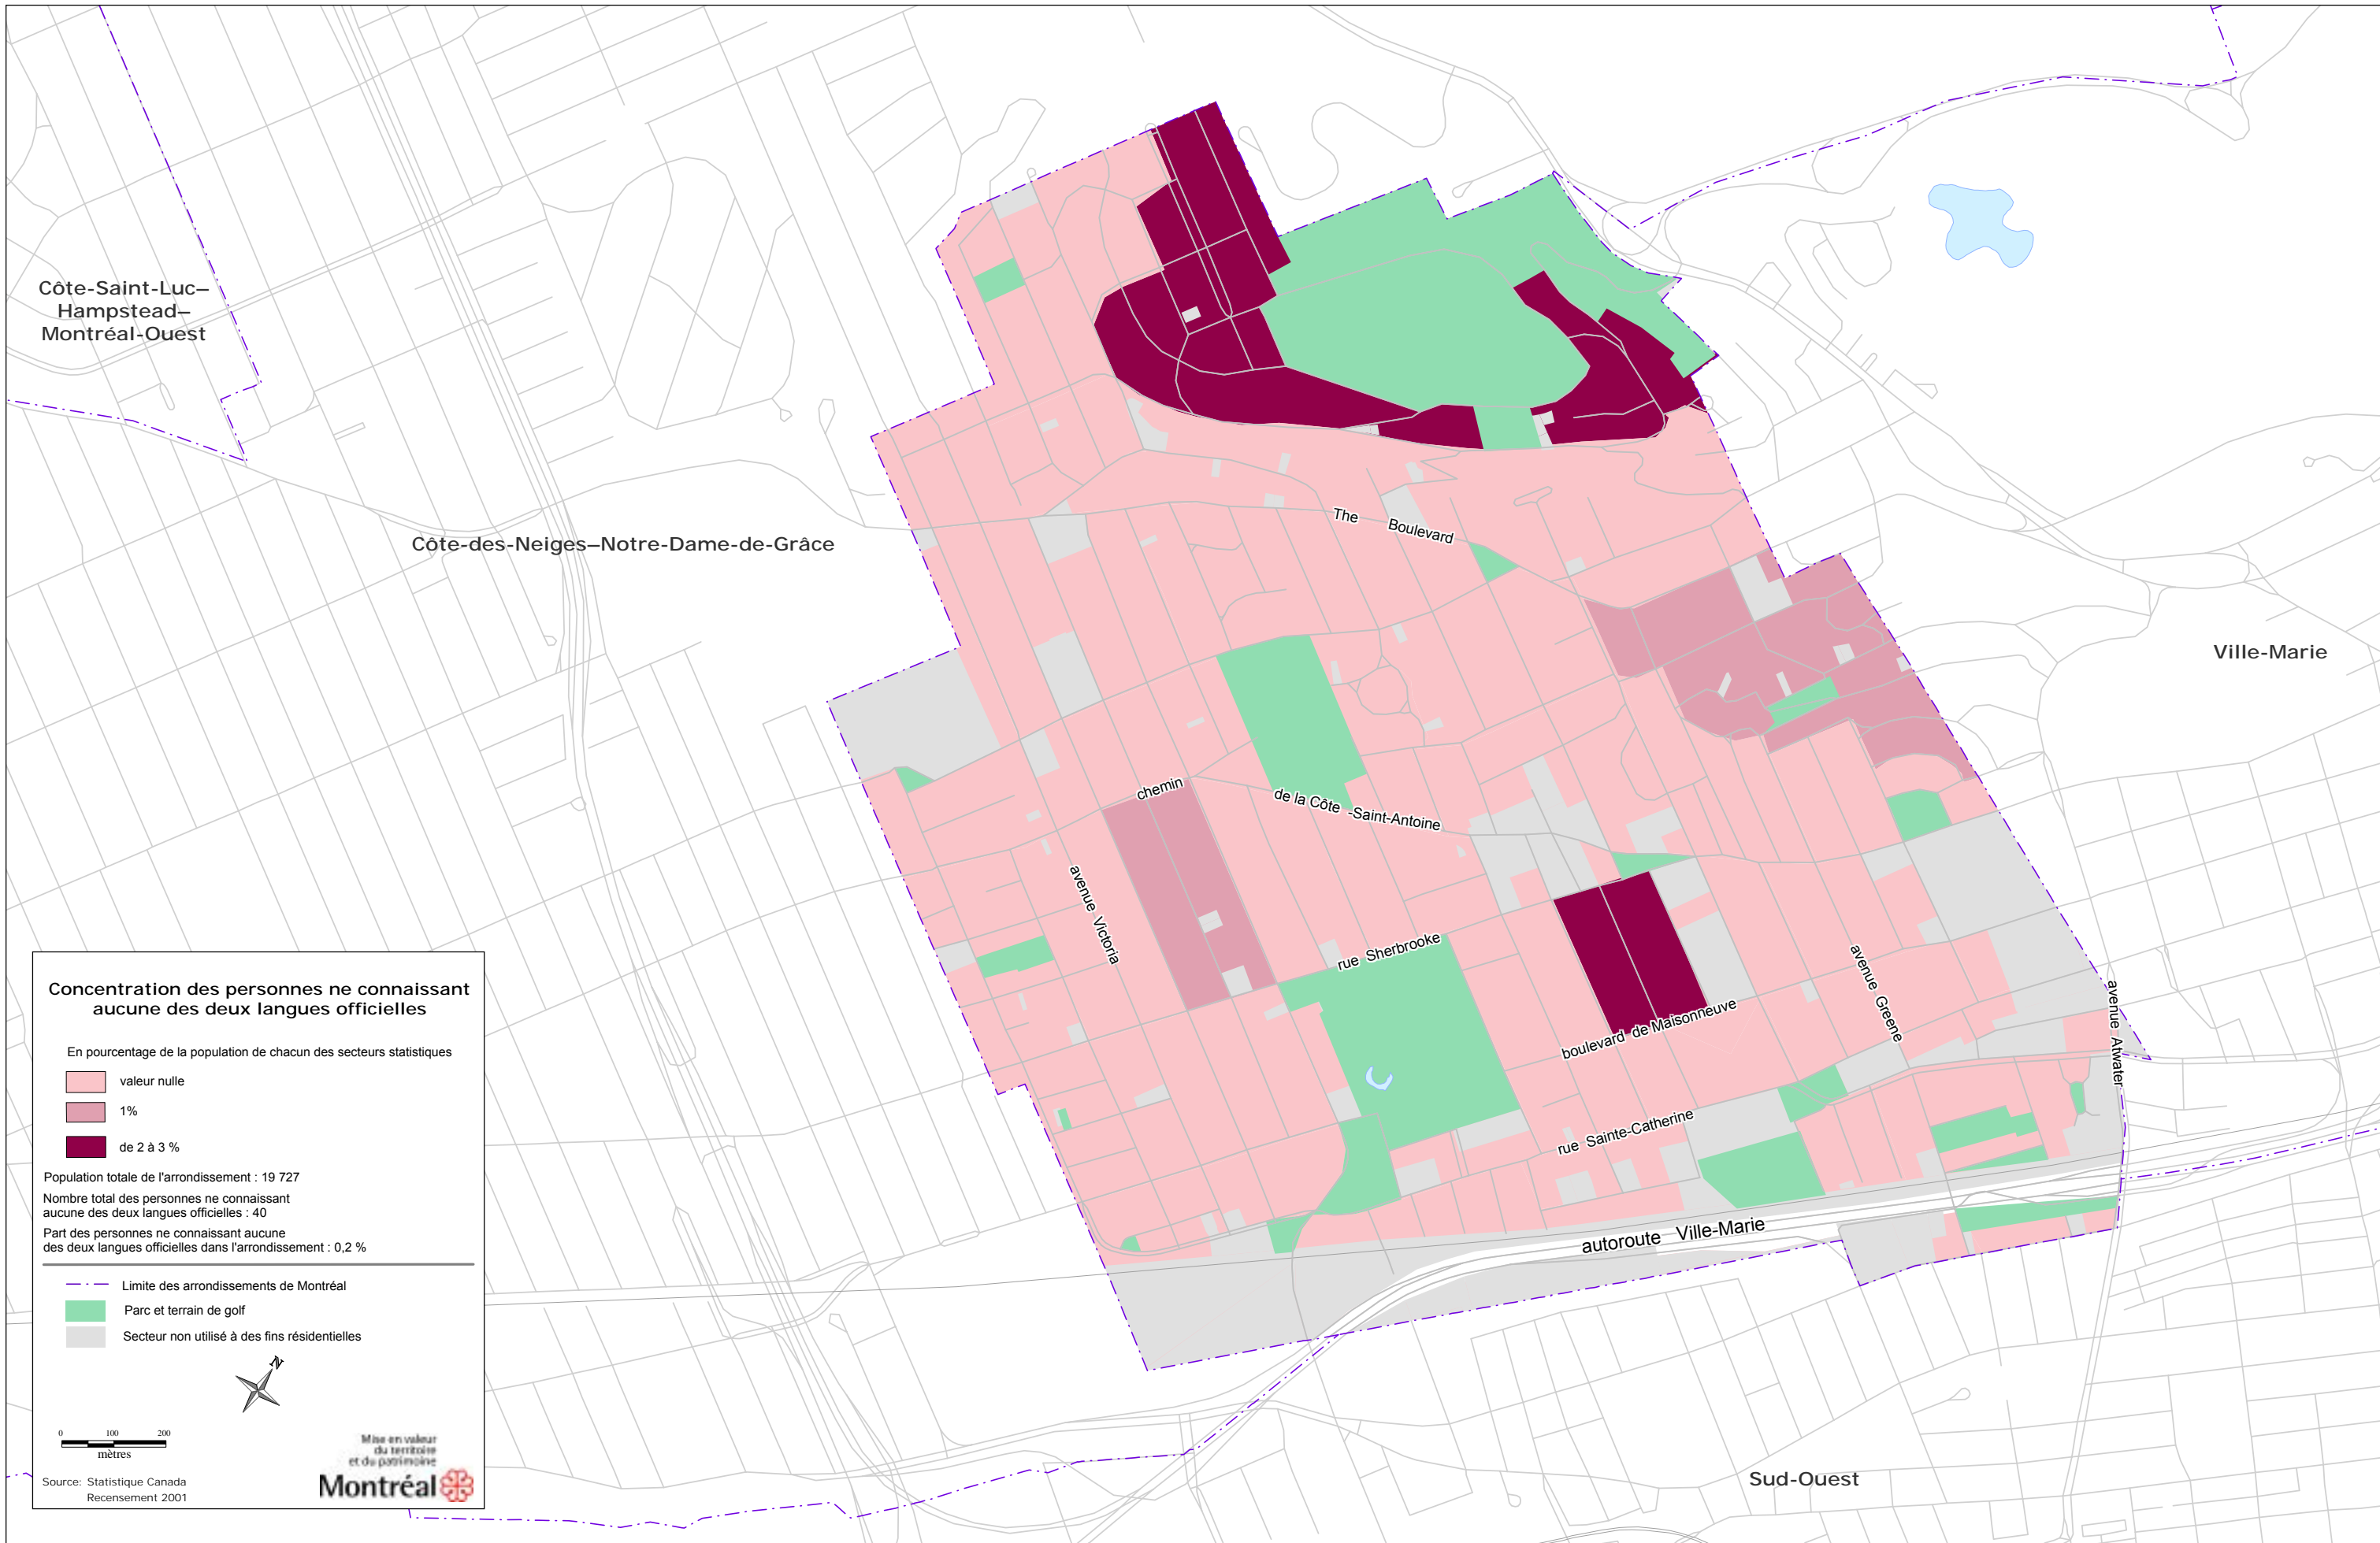 Côte-Saint-Luc–
Hampstead–
Montréal-Ouest
Côte-des-Neiges–Notre-Dame-de-Grâce
Ville-Marie
Sud-Ouest
The Boulevard
chemin de la Côte -Saint-Antoine
avenue Victoria
rue Sherbrooke
boulevard de Maisonneuve
avenue Greene
avenue Atwater
rue Sainte-Catherine
autoroute Ville-Marie
Concentration des personnes ne connaissant
aucune des deux langues officielles
En pourcentage de la population de chacun des secteurs statistiques
valeur nulle
1%
de 2 à 3 %
Population totale de l'arrondissement : 19 727
Nombre total des personnes ne connaissant
aucune des deux langues officielles : 40
Part des personnes ne connaissant aucune
des deux langues officielles dans l'arrondissement : 0,2 %
Limite des arrondissements de Montréal
Parc et terrain de golf
Secteur non utilisé à des fins résidentielles
N
0 100 200
mètres
Mise en valeur
du territoire
et du patrimoine
Montréal
Source: Statistique Canada
Recensement 2001